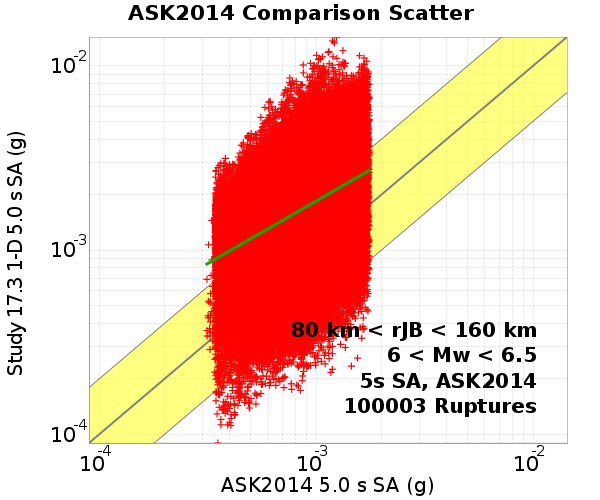 ASK2014 Comparison Scatter
Study 17.3 1-D 5.0 s SA (g)
10⁻²
10⁻³
10⁻⁴
80 km < rJB < 160 km
6 < Mw < 6.5
5s SA, ASK2014
100003 Ruptures
10⁻⁴ 10⁻³ 10⁻²
ASK2014 5.0 s SA (g)